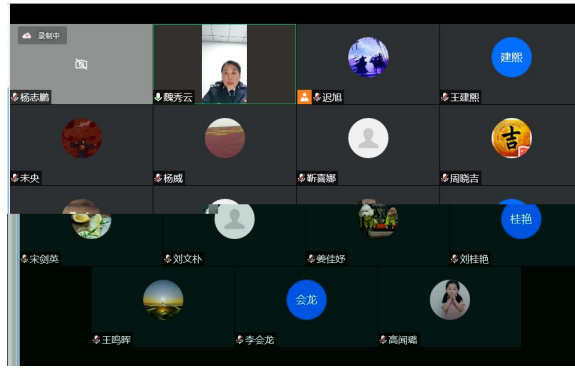 录制中
杨志鹏
魏秀云
迟旭
建熙
王建熙
未央
杨威
靳喜娜
吉
周晓吉
宋剑英
刘文朴
姜佳妤
桂艳
刘桂艳
王鸣晖
会龙
李会龙
高闻璐